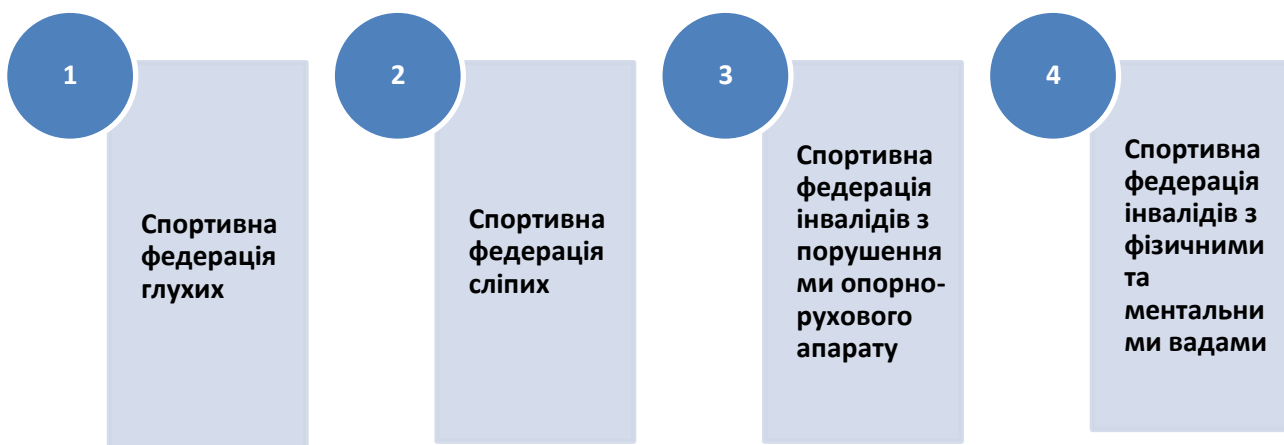 1
Спортивна
федерація
глухих
2
Спортивна
федерація
сліпих
3
Спортивна
федерація
інвалідів з
порушення
ми опорно-
рухового
апарату
4
Спортивна
федерація
інвалідів з
фізичними
та
ментальни
ми вадами